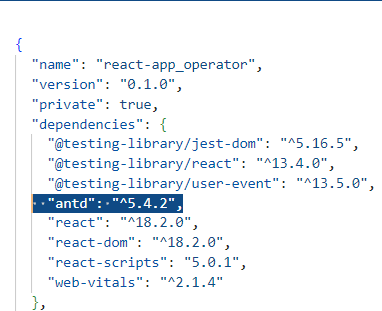 {
"name": "react-app_operator",
"version": "0.1.0",
"private": true,
"dependencies": {
"@testing-library/jest-dom": "^5.16.5",
"@testing-library/react": "^13.4.0",
"@testing-library/user-event": "^13.5.0",
"antd": "^5.4.2",
"react": "^18.2.0",
"react-dom": "^18.2.0",
"react-scripts": "5.0.1",
"web-vitals": "^2.1.4"
},